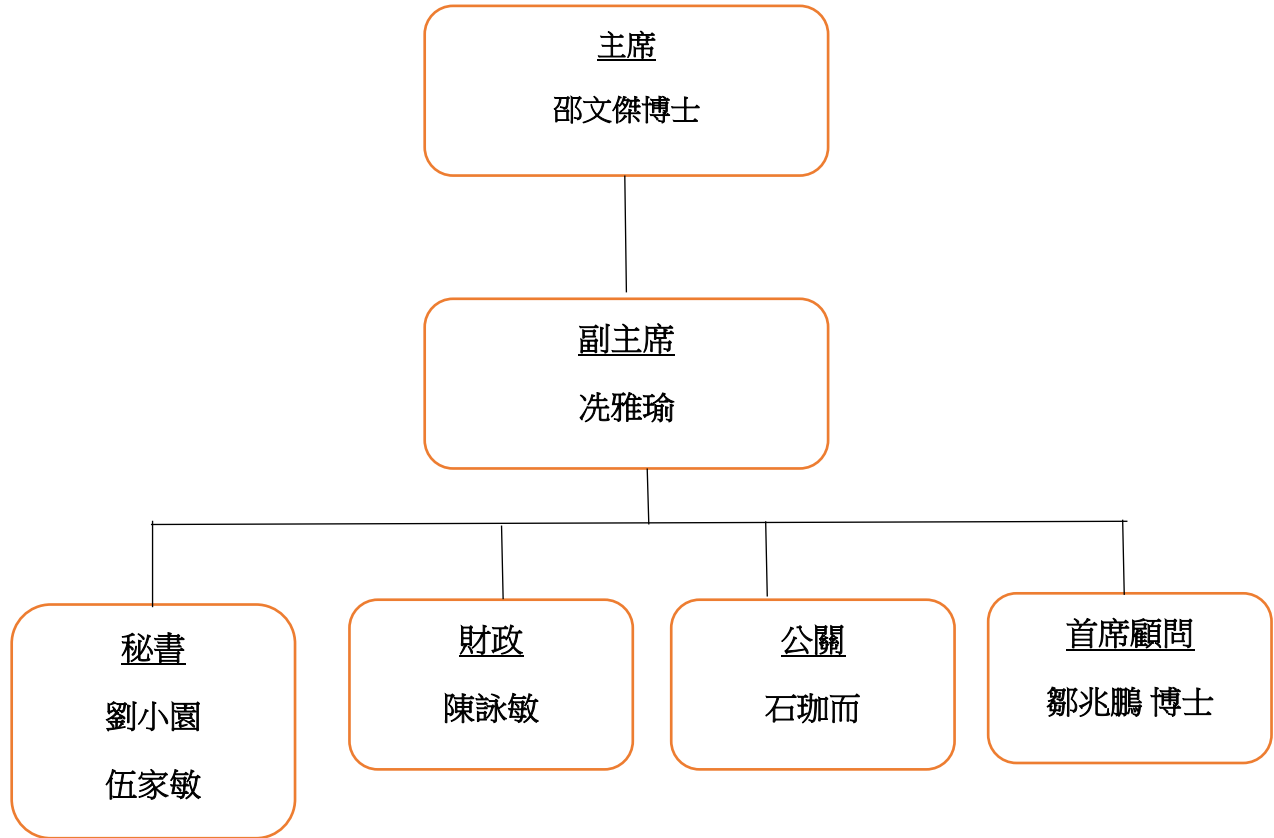 主席
邵文傑博士
副主席
冼雅瑜
秘書
劉小園
伍家敏
財政
陳詠敏
公關
石珈而
首席顧問
鄒兆鵬 博士